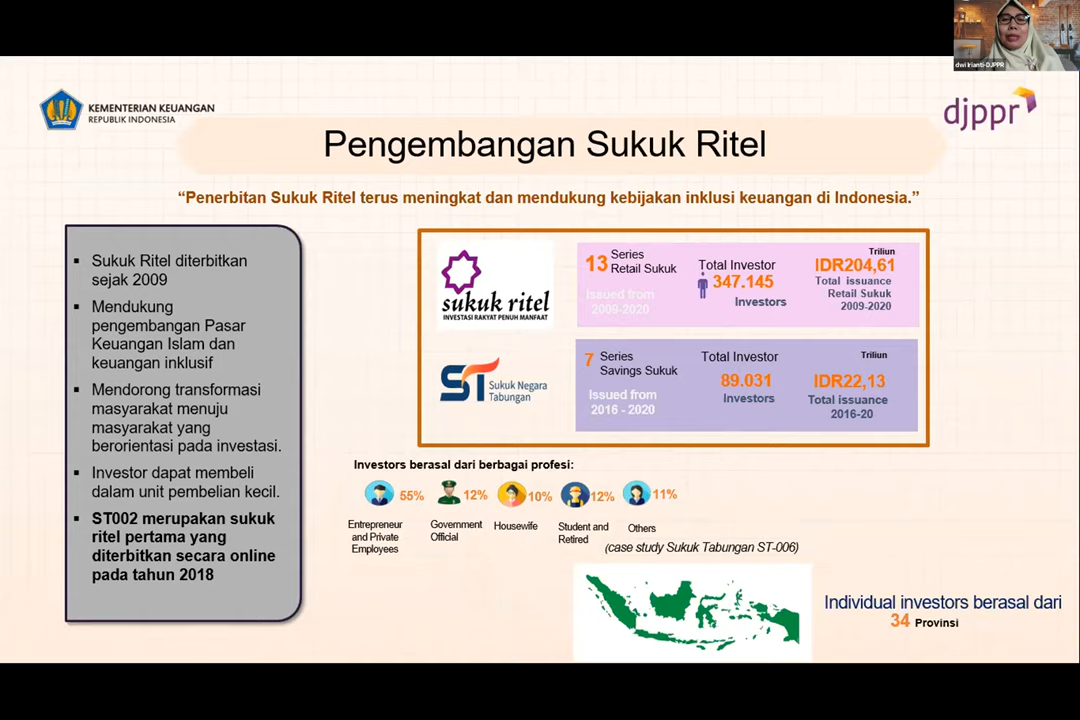 dwi Irianti-DJPPR
KEMENTERIAN KEUANGAN
REPUBLIK INDONESIA
djppr
Pengembangan Sukuk Ritel
“Penerbitan Sukuk Ritel terus meningkat dan mendukung kebijakan inklusi keuangan di Indonesia.”
▪ Sukuk Ritel diterbitkan
sejak 2009
▪ Mendukung
pengembangan Pasar
Keuangan Islam dan
keuangan inklusif
▪ Mendorong transformasi
masyarakat menuju
masyarakat yang
berorientasi pada investasi.
▪ Investor dapat membeli
dalam unit pembelian kecil.
▪ ST002 merupakan sukuk
ritel pertama yang
diterbitkan secara online
pada tahun 2018
sukuk ritel
INVESTASI RAKYAT PENUH MANFAAT
13 Series
Retail Sukuk
Issued from
2009-2020
Total Investor
347.145
Investors
Triliun
IDR204,61
Total issuance
Retail Sukuk
2009-2020
ST Sukuk Negara
Tabungan
7 Series
Savings Sukuk
Issued from
2016 - 2020
Total Investor
89.031
Investors
Triliun
IDR22,13
Total issuance
2016-20
Investors berasal dari berbagai profesi:
55% 12% 10% 12% 11%
Entrepreneur
and Private
Employees
Government
Official
Housewife
Student and
Retired
Others
(case study Sukuk Tabungan ST-006)
Individual investors berasal dari
34 Provinsi